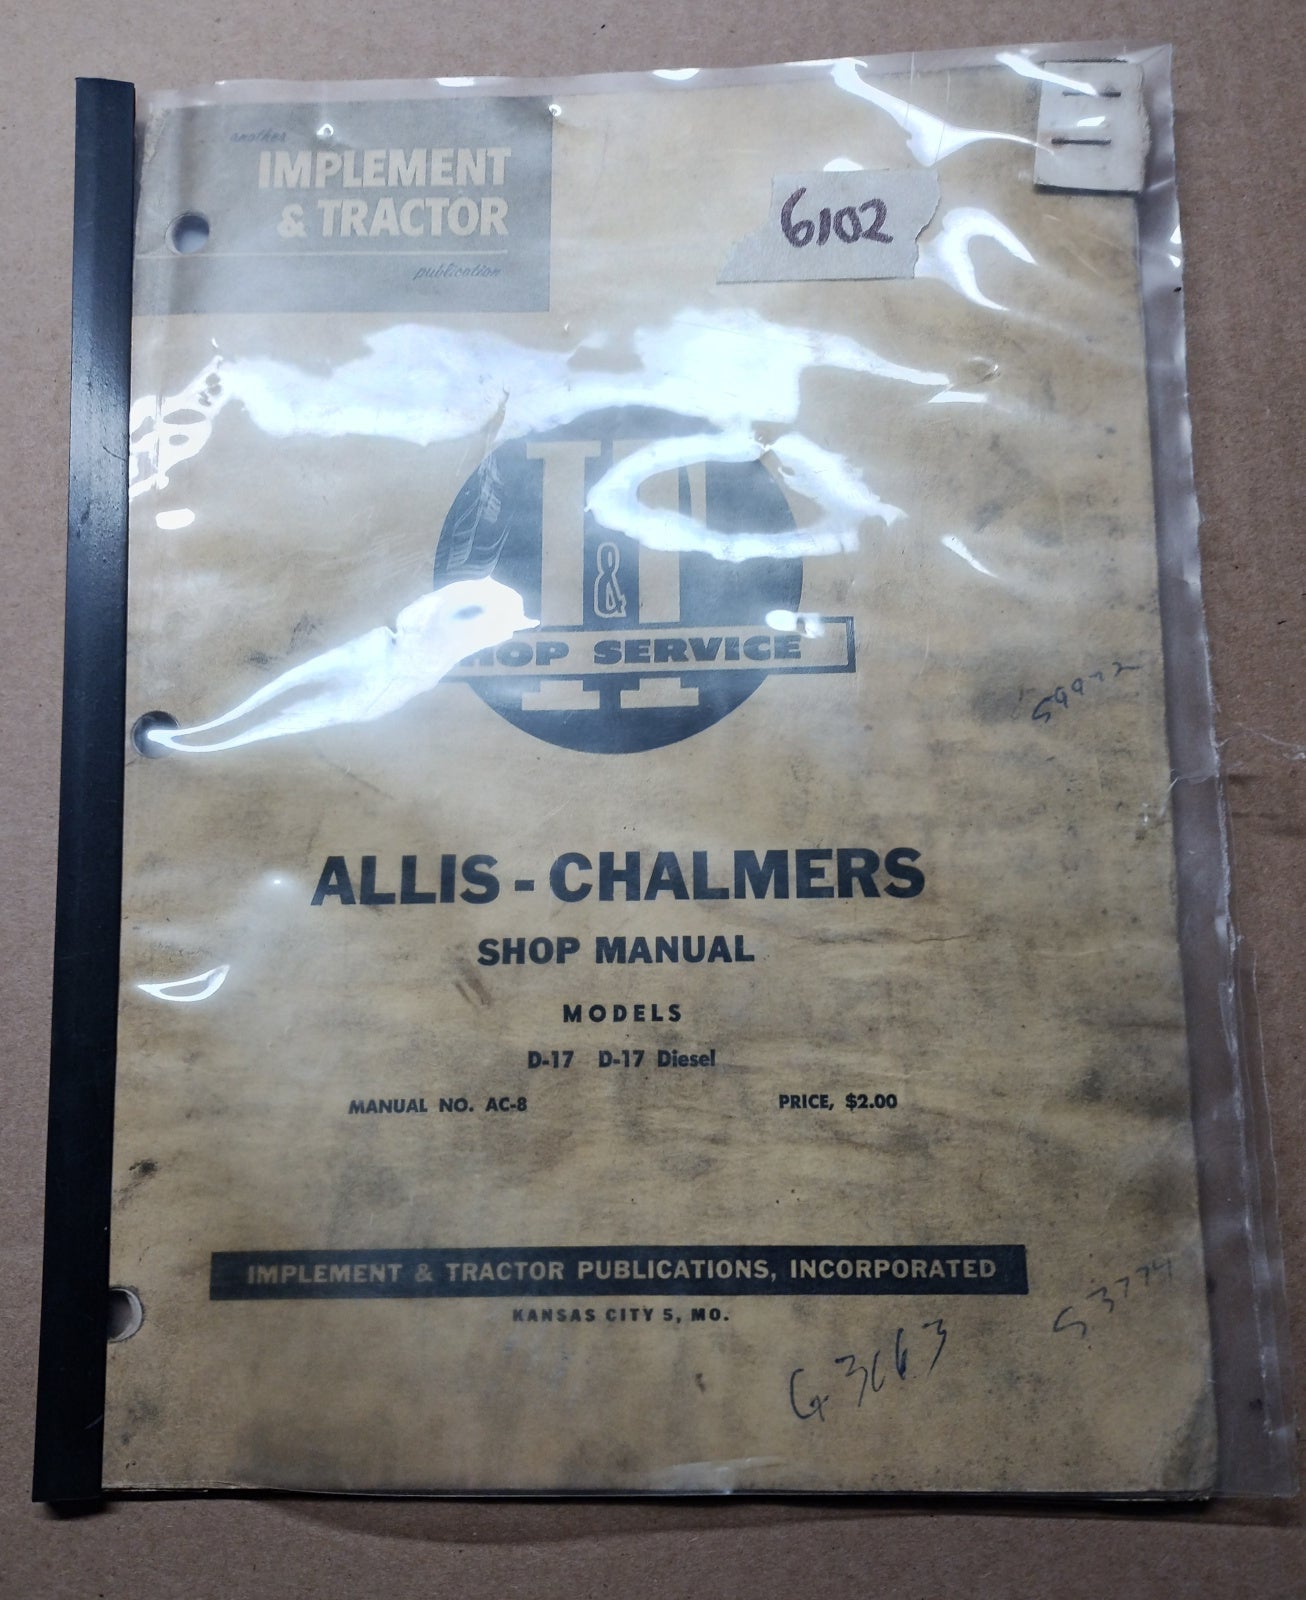 another
IMPLEMENT
& TRACTOR
publication
6102
I & T
SHOP SERVICE
ALLIS - CHALMERS
SHOP MANUAL
MODELS
D-17 D-17 Diesel
MANUAL NO. AC-8 PRICE, $2.00
IMPLEMENT & TRACTOR PUBLICATIONS, INCORPORATED
KANSAS CITY 5, MO.